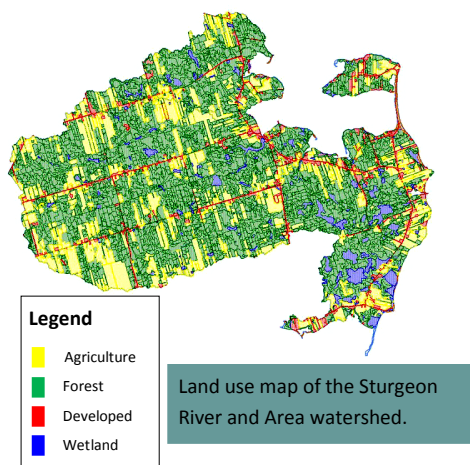 Legend
Agriculture
Forest
Developed
Wetland
Land use map of the Sturgeon
River and Area watershed.